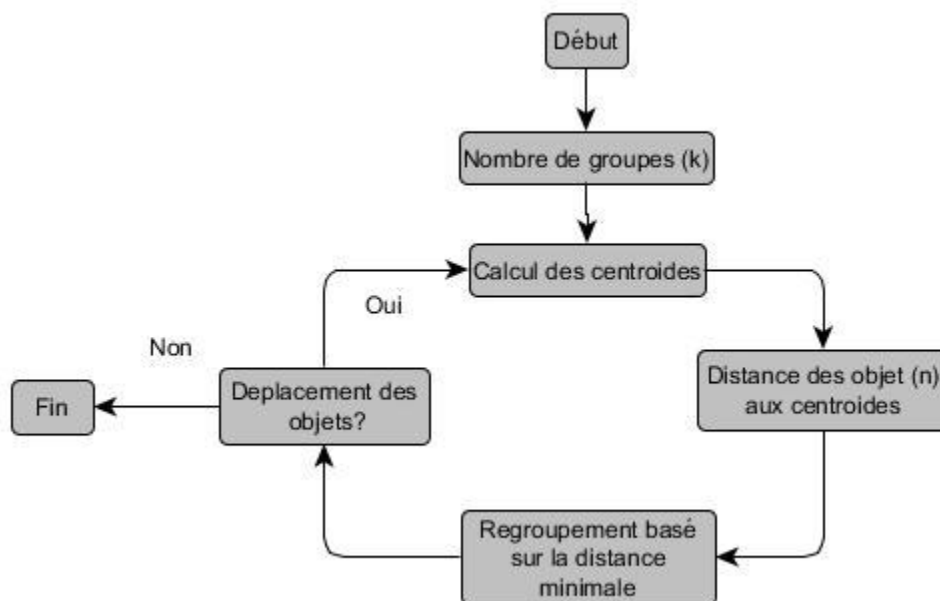 Début
Nombre de groupes (k)
Calcul des centroides
Oui
Non
Distance des objet (n)
aux centroides
Deplacement des
objets?
Fin
Regroupement basé
sur la distance
minimale